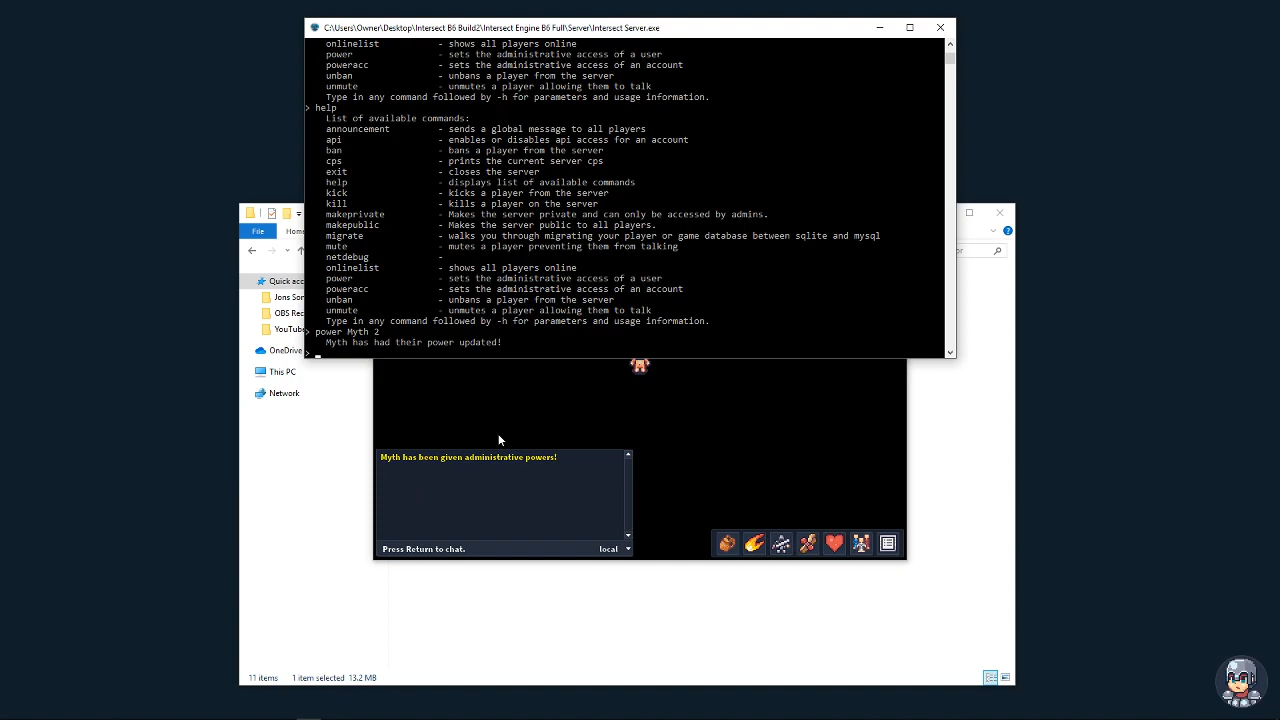 C:\Users\Owner\Desktop\Intersect B6 Build2\Intersect Engine B6 Full\Server\Intersect Server.exe
onlinelist - shows all players online
power - sets the administrative access of a user
poweracc - sets the administrative access of an account
unban - unbans a player from the server
unmute - unmutes a player allowing them to talk
Type in any command followed by -h for parameters and usage information.
> help
List of available commands:
announcement - sends a global message to all players
api - enables or disables api access for an account
ban - bans a player from the server
cps - prints the current server cps
exit - closes the server
help - displays list of available commands
kick - kicks a player from the server
kill - kills a player on the server
makeprivate - Makes the server private and can only be accessed by admins.
makepublic - Makes the server public to all players.
migrate - walks you through migrating your player or game database between sqlite and mysql
mute - mutes a player preventing them from talking
netdebug -
onlinelist - shows all players online
power - sets the administrative access of a user
poweracc - sets the administrative access of an account
unban - unbans a player from the server
unmute - unmutes a player allowing them to talk
Type in any command followed by -h for parameters and usage information.
> power Myth 2
Myth has had their power updated!
>
File Hom
Quick acc
Jons Son
OBS Rec
YouTube
OneDrive
This PC
Network
Myth has been given administrative powers!
Press Return to chat. local
11 items 1 item selected 13.2 MB